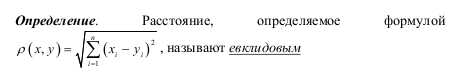 Определение. Расстояние, определяемое формулой
ρ(x, y) = √(∑_{i=1}^{n} (x_i − y_i)^2) , называют евклидовым